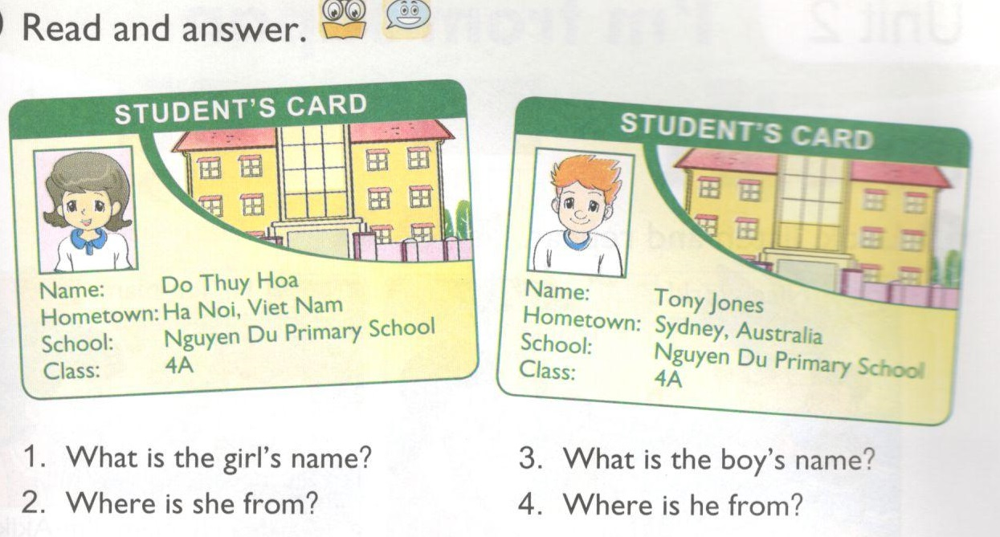 Read and answer.
STUDENT'S CARD
Name: Do Thuy Hoa
Hometown: Ha Noi, Viet Nam
School: Nguyen Du Primary School
Class: 4A
STUDENT'S CARD
Name: Tony Jones
Hometown: Sydney, Australia
School: Nguyen Du Primary School
Class: 4A
1. What is the girl's name?
2. Where is she from?
3. What is the boy's name?
4. Where is he from?